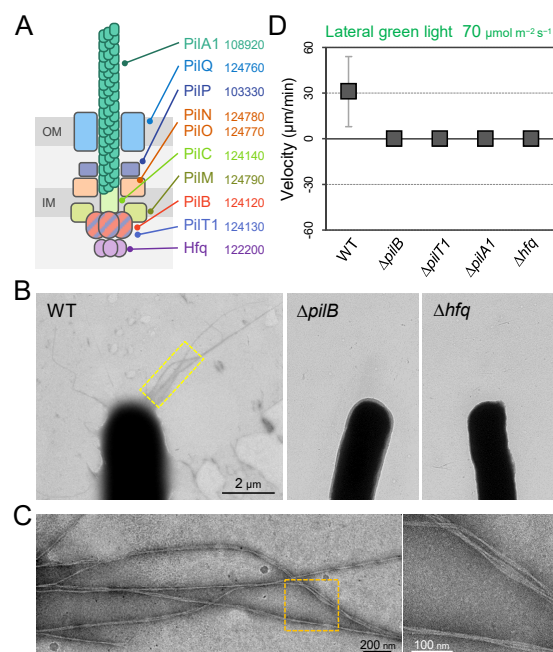 A
PilA1 108920
PilQ 124760
PilP 103330
PilN 124780
PilO 124770
PilC 124140
PilM 124790
PilB 124120
PilT1 124130
Hfq 122200
OM
IM
D
Lateral green light 70 µmol m⁻² s⁻¹
Velocity (µm/min)
60
30
0
-30
-60
WT
ΔpilB
ΔpilT1
ΔpilA1
Δhfq
B
WT
2 µm
ΔpilB
Δhfq
C
200 nm
100 nm